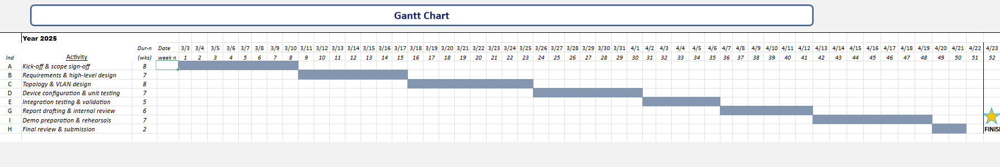 Gantt Chart
Year 2025
Dur-n Date 3/3 3/4 3/5 3/6 3/7 3/8 3/9 3/10 3/11 3/12 3/13 3/14 3/15 3/16 3/17 3/18 3/19 3/20 3/21 3/22 3/23 3/24 3/25 3/26 3/27 3/28 3/29 3/30 3/31 4/1 4/2 4/3 4/4 4/5 4/6 4/7 4/8 4/9 4/10 4/11 4/12 4/13 4/14 4/15 4/16 4/17 4/18 4/19 4/20 4/21 4/22 4/23
Ind Activity (wks) week n 1 2 3 4 5 6 7 8 9 10 11 12 13 14 15 16 17 18 19 20 21 22 23 24 25 26 27 28 29 30 31 32 33 34 35 36 37 38 39 40 41 42 44 45 46 47 48 48 49 50 51 52
A Kick-off & scope sign-off 8
B Requirements & high-level design 7
C Topology & VLAN design 8
D Device configuration & unit testing 7
E Integration testing & validation 5
G Report drafting & internal review 6
I Demo preparation & rehearsals 7
H Final review & submission 2
FINIS